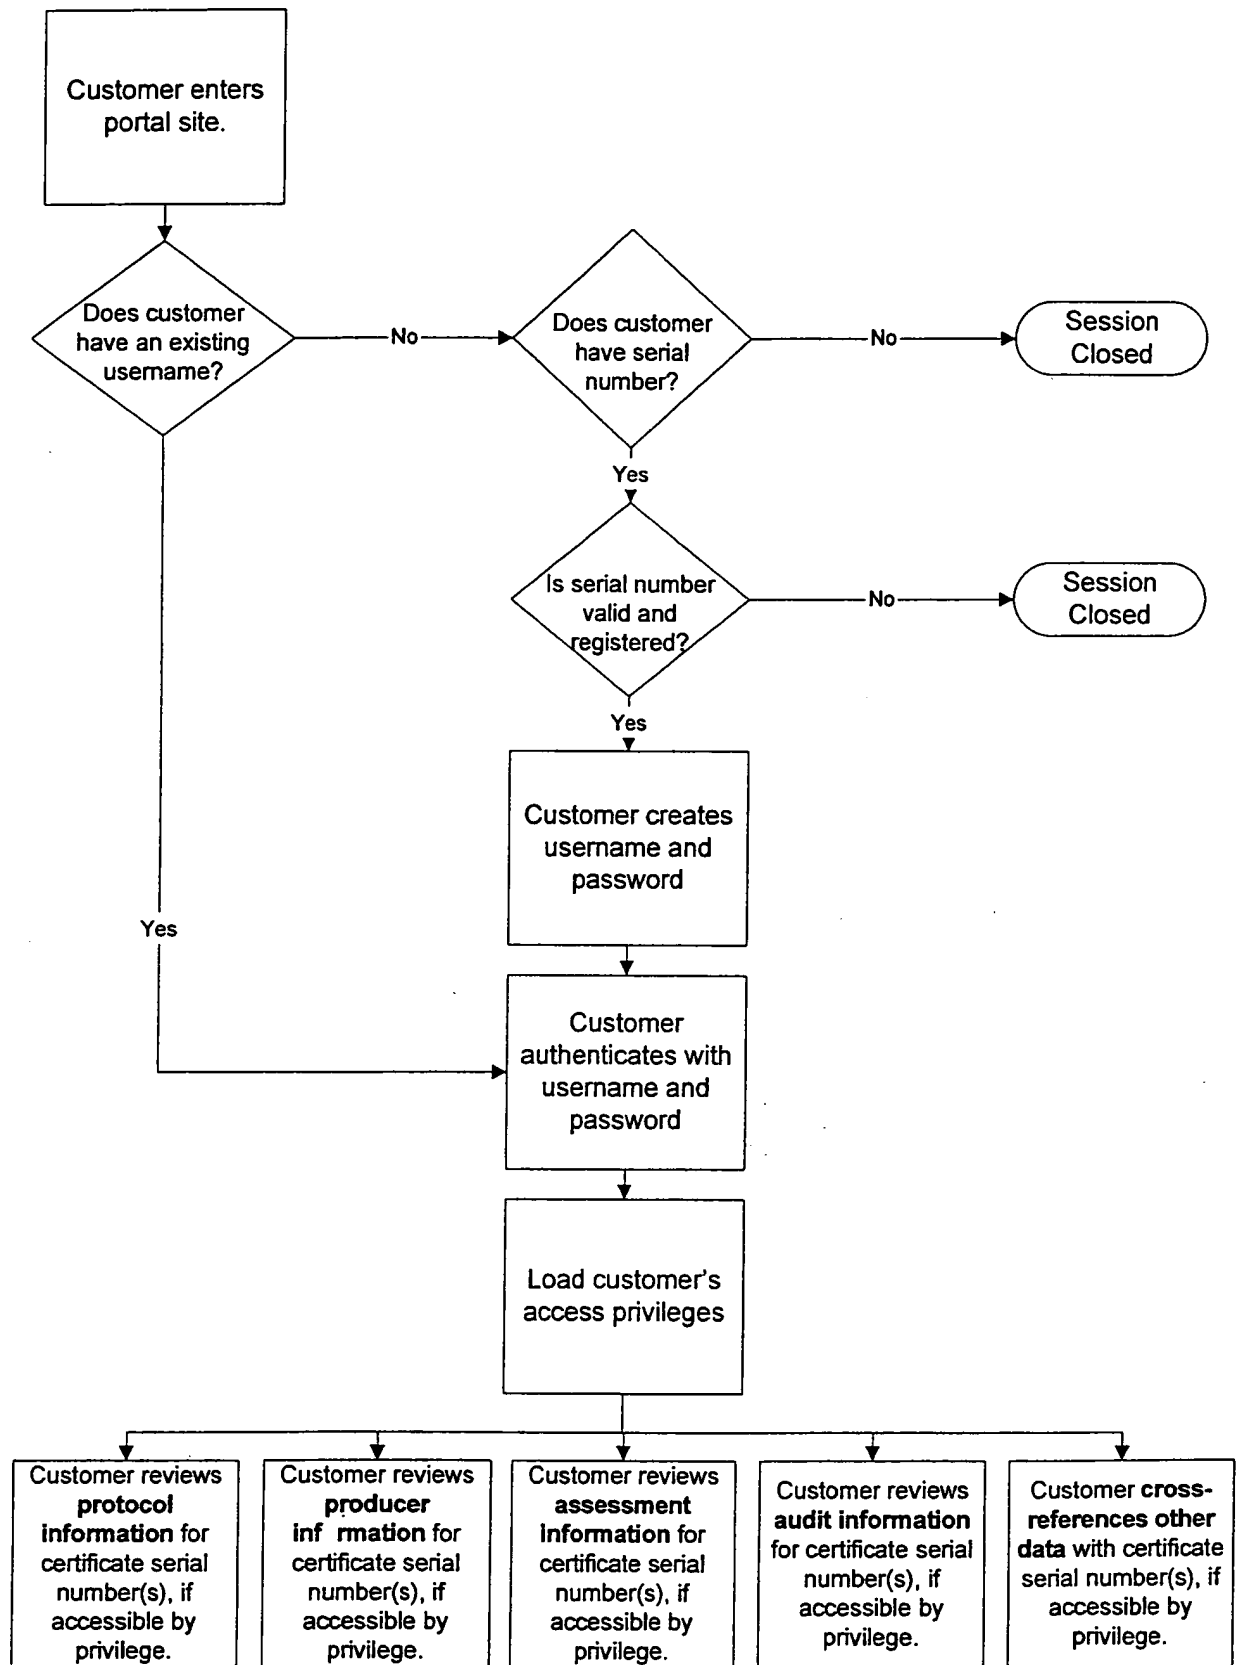 Customer enters
portal site.
Does customer
have an existing
username?
No
Does customer
have serial
number?
No
Session
Closed
Yes
Is serial number
valid and
registered?
No
Session
Closed
Yes
Customer creates
username and
password
Yes
Customer
authenticates with
username and
password
Load customer's
access privileges
Customer reviews
protocol
information for
certificate serial
number(s), if
accessible by
privilege.
Customer reviews
producer
inf rmation for
certificate serial
number(s), if
accessible by
privilege.
Customer reviews
assessment
information for
certificate serial
number(s), if
accessible by
privilege.
Customer reviews
audit information
for certificate serial
number(s), if
accessible by
privilege.
Customer cross-
references other
data with certificate
serial number(s), if
accessible by
privilege.